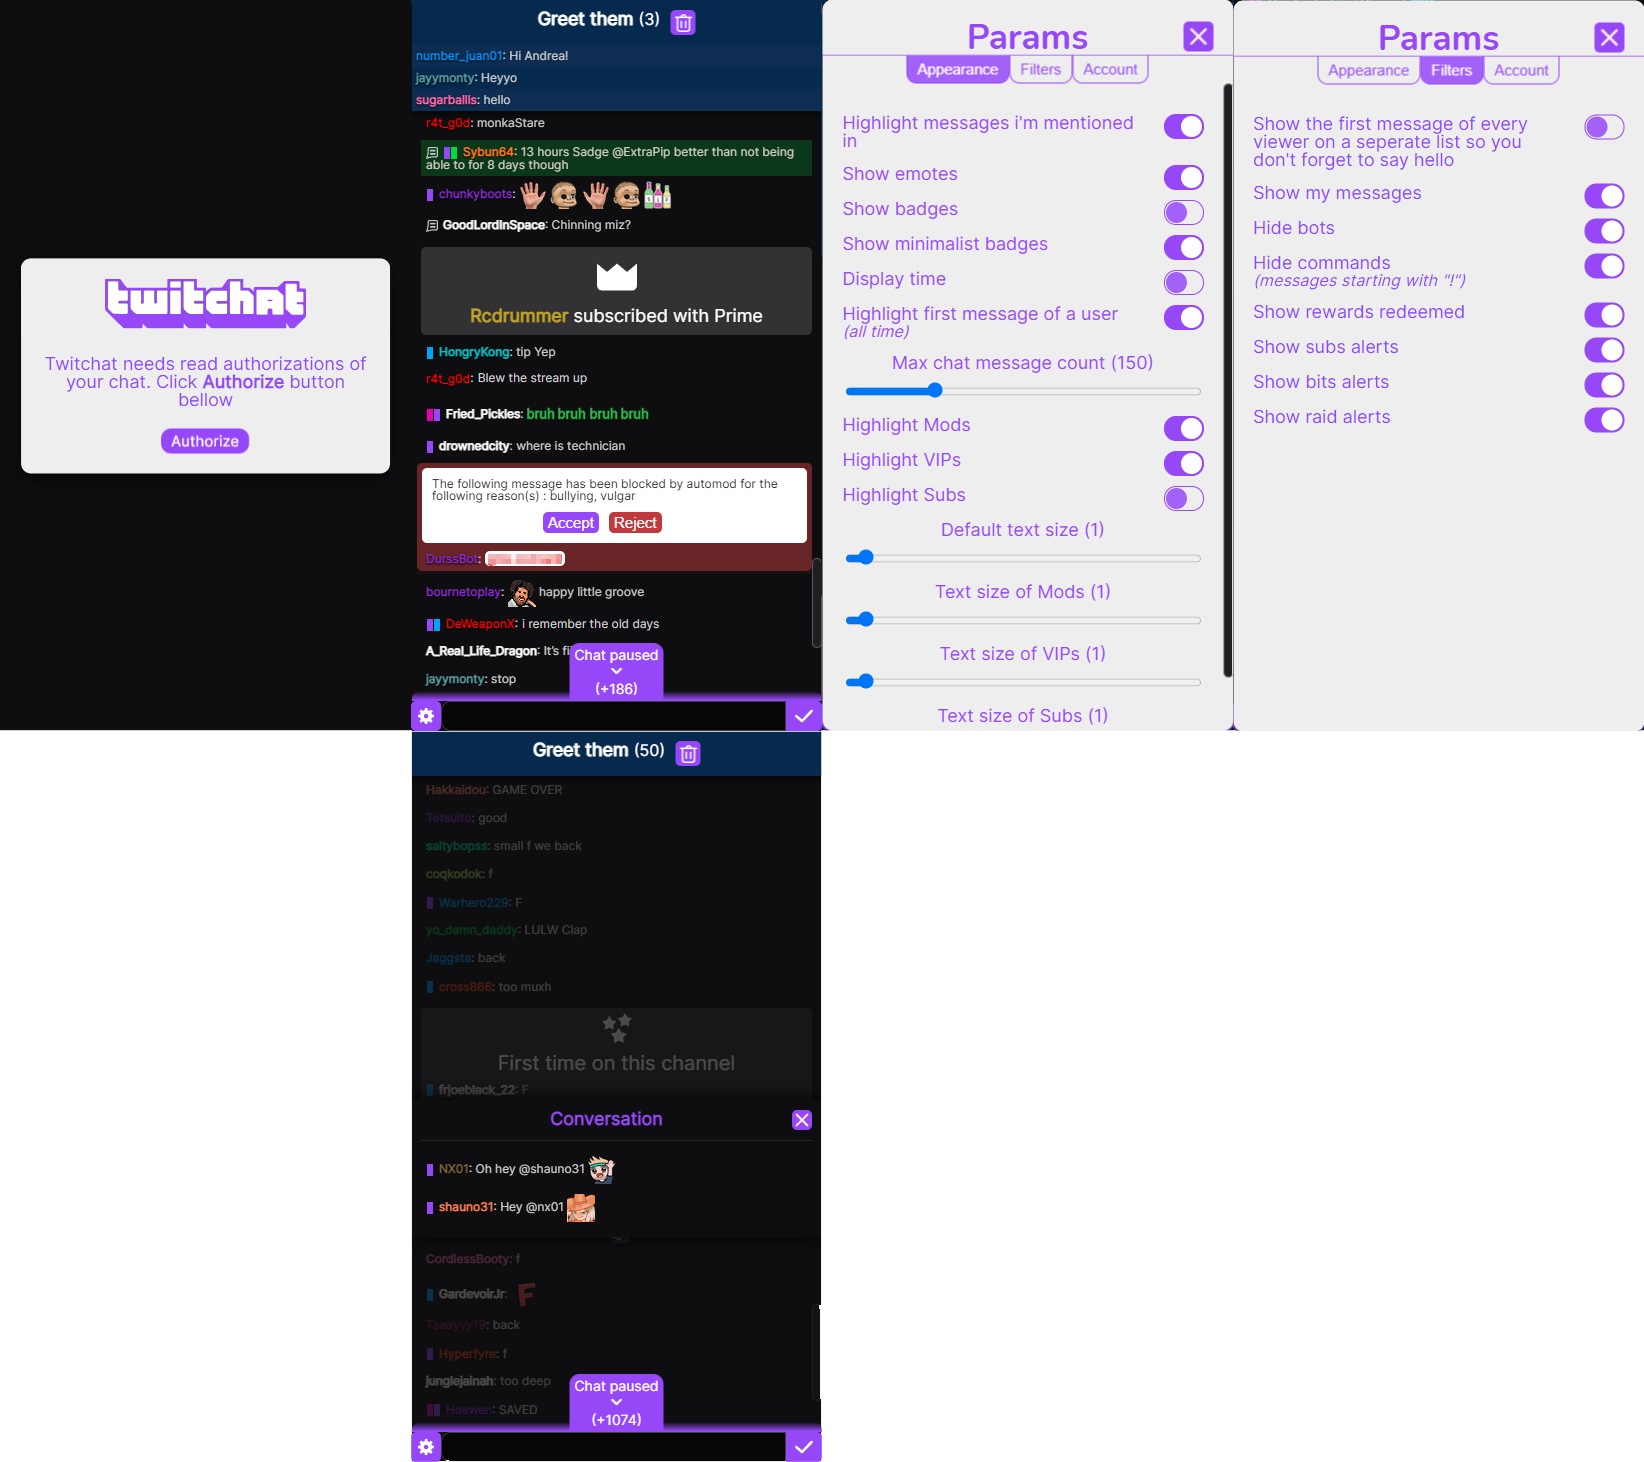 twitchat
Twitchat needs read authorizations of
your chat. Click Authorize button
bellow
Authorize
Greet them (3)
number_juan01: Hi Andrea!
jayymonty: Heyyo
sugarballls: hello
r4t_g0d: monkaStare
Sybun64: 13 hours Sadge @ExtraPip better than not being
able to for 8 days though
chunkyboots:
GoodLordInSpace: Chinning miz?
Rcdrummer subscribed with Prime
HongryKong: tip Yep
r4t_g0d: Blew the stream up
Fried_Pickles: bruh bruh bruh bruh
drownedcity: where is technician
The following message has been blocked by automod for the
following reason(s) : bullying, vulgar
Accept Reject
DurssBot:
bournetoplay: happy little groove
DeWeaponX: i remember the old days
A_Real_Life_Dragon: It's
jayymonty: stop
Chat paused
(+186)
Params
Appearance Filters Account
Highlight messages i'm mentioned
in
Show emotes
Show badges
Show minimalist badges
Display time
Highlight first message of a user
(all time)
Max chat message count (150)
Highlight Mods
Highlight VIPs
Highlight Subs
Default text size (1)
Text size of Mods (1)
Text size of VIPs (1)
Text size of Subs (1)
Params
Appearance Filters Account
Show the first message of every
viewer on a seperate list so you
don't forget to say hello
Show my messages
Hide bots
Hide commands
(messages starting with "!")
Show rewards redeemed
Show subs alerts
Show bits alerts
Show raid alerts
Greet them (50)
Hakkaidou: GAME OVER
Tetsuito: good
saltybopss: small f we back
coqkodok: f
Warhero229: F
yo_damn_daddy: LULW Clap
Jaggsta: back
cross866: too muxh
First time on this channel
frjoeblack_22: F
Conversation
NX01: Oh hey @shauno31
shauno31: Hey @nx01
CordlessBooty: f
GardevoirJr: F
Taaayyy19: back
Hyperfyre: f
junglejainah: too deep
Haewen: SAVED
Chat paused
(+1074)